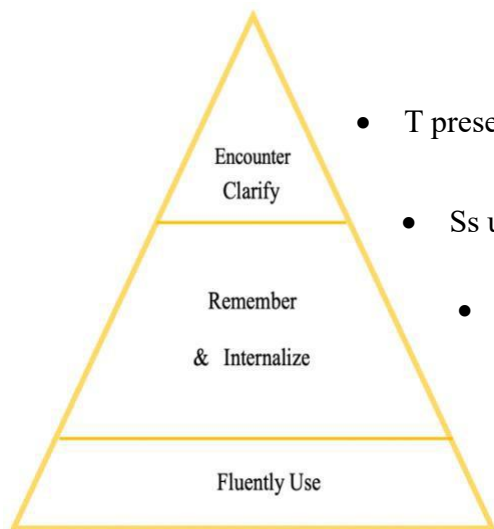 • T prese
Encounter
Clarify
• Ss u
Remember
•
& Internalize
Fluently Use